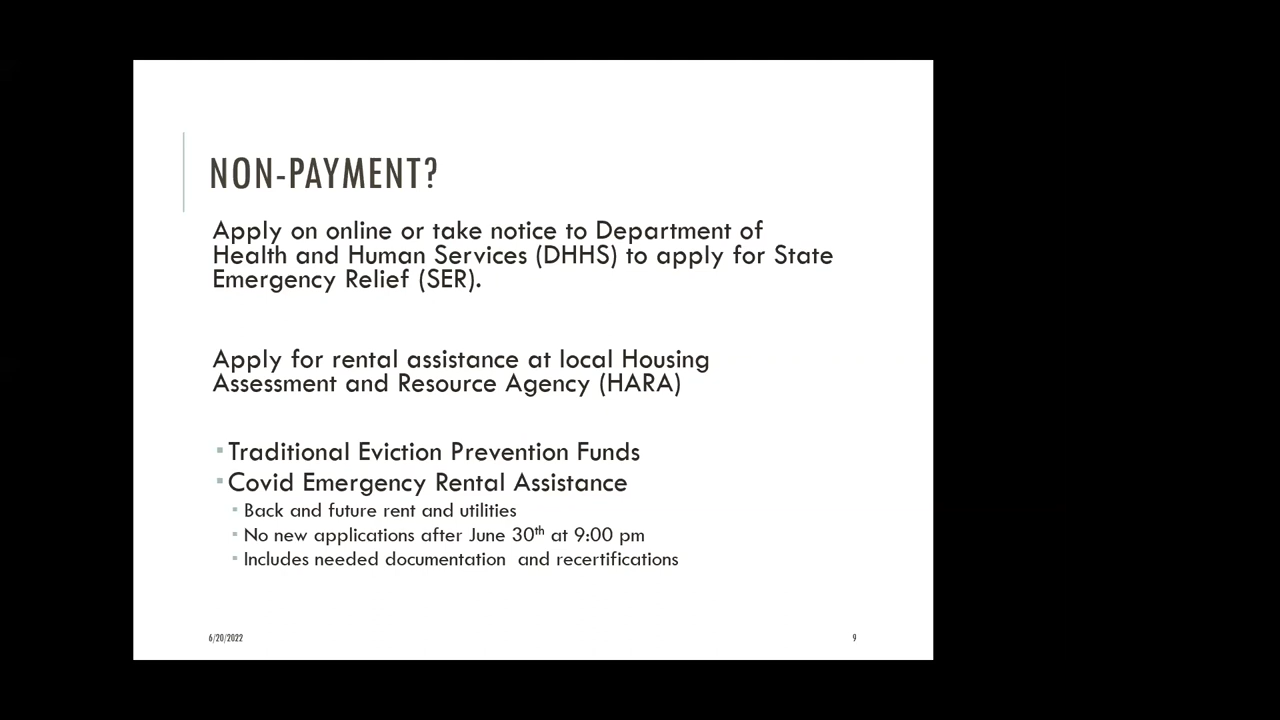 NON-PAYMENT?
Apply on online or take notice to Department of
Health and Human Services (DHHS) to apply for State
Emergency Relief (SER).
Apply for rental assistance at local Housing
Assessment and Resource Agency (HARA)
▪Traditional Eviction Prevention Funds
▪Covid Emergency Rental Assistance
▪Back and future rent and utilities
▪No new applications after June 30th at 9:00 pm
▪Includes needed documentation  and recertifications
6/20/2022
9